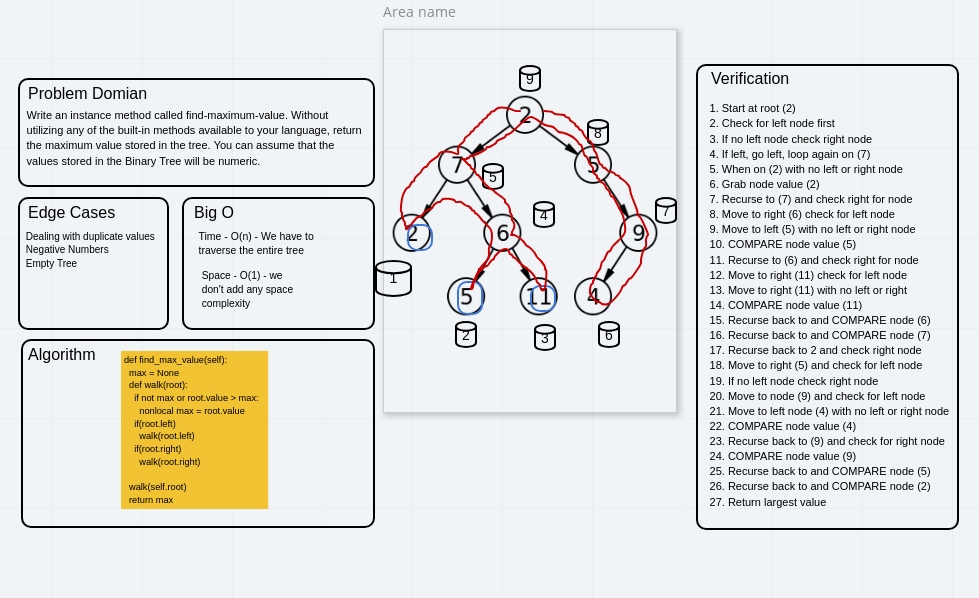 Area name
Problem Domian
Write an instance method called find-maximum-value. Without
utilizing any of the built-in methods available to your language, return
the maximum value stored in the tree. You can assume that the
values stored in the Binary Tree will be numeric.
Edge Cases
Dealing with duplicate values
Negative Numbers
Empty Tree
Big O
Time - O(n) - We have to
traverse the entire tree
Space - O(1) - we
don't add any space
complexity
Algorithm
def find_max_value(self):
max = None
def walk(root):
if not max or root.value > max:
nonlocal max = root.value
if(root.left)
walk(root.left)
if(root.right)
walk(root.right)
walk(self.root)
return max
9
2
8
7
5
5
7
2
4
6
9
1
5
11
4
2
3
6
Verification
1. Start at root (2)
2. Check for left node first
3. If no left node check right node
4. If left, go left, loop again on (7)
5. When on (2) with no left or right node
6. Grab node value (2)
7. Recurse to (7) and check right for node
8. Move to right (6) check for left node
9. Move to left (5) with no left or right node
10. COMPARE node value (5)
11. Recurse to (6) and check for right node
12. Move to right (11) check for left node
13. Move to right (11) with no left or right
14. COMPARE node value (11)
15. Recurse back to and COMPARE node (6)
16. Recurse back to and COMPARE node (7)
17. Recurse back to 2 and check right node
18. Move to right (5) and check for left node
19. If no left node check right node
20. Move to node (9) and check for left node
21. Move to left node (4) with no left or right node
22. COMPARE node value (4)
23. Recurse back to (9) and check for right node
24. COMPARE node value (9)
25. Recurse back to and COMPARE node (5)
26. Recurse back to and COMPARE node (2)
27. Return largest value